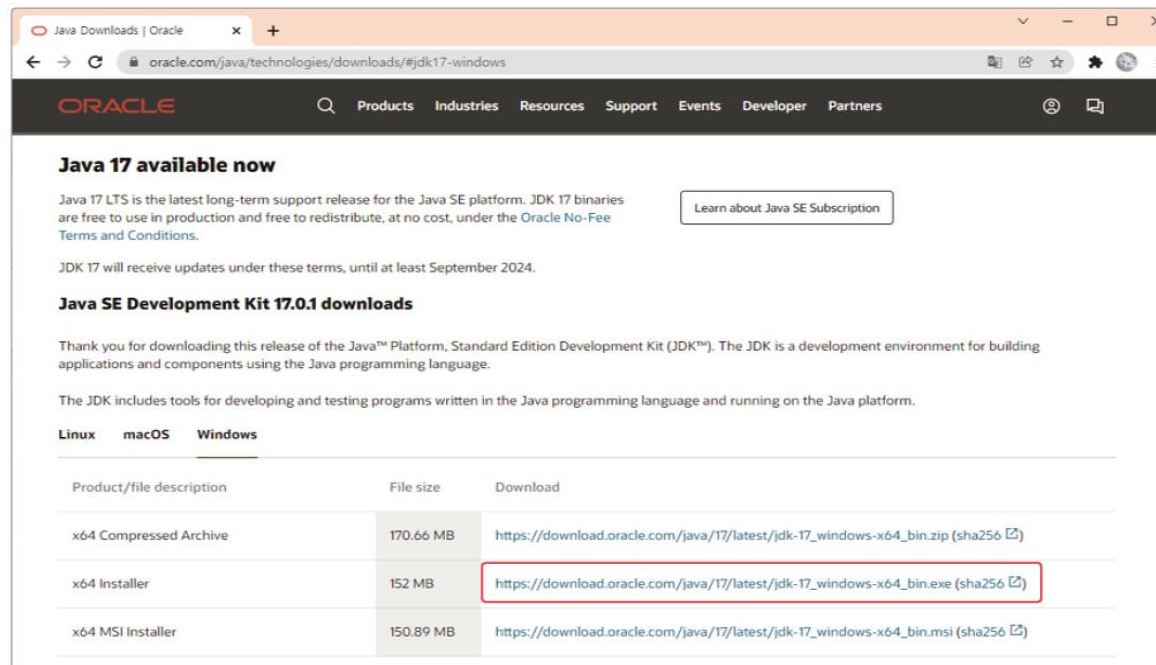 Java Downloads | Oracle
oracle.com/java/technologies/downloads/#jdk17-windows
ORACLE Products Industries Resources Support Events Developer Partners
Java 17 available now
Java 17 LTS is the latest long-term support release for the Java SE platform. JDK 17 binaries
are free to use in production and free to redistribute, at no cost, under the Oracle No-Fee
Terms and Conditions.
Learn about Java SE Subscription
JDK 17 will receive updates under these terms, until at least September 2024.
Java SE Development Kit 17.0.1 downloads
Thank you for downloading this release of the Java™ Platform, Standard Edition Development Kit (JDK™). The JDK is a development environment for building
applications and components using the Java programming language.
The JDK includes tools for developing and testing programs written in the Java programming language and running on the Java platform.
Linux macOS Windows
Product/file description File size Download
x64 Compressed Archive 170.66 MB https://download.oracle.com/java/17/latest/jdk-17_windows-x64_bin.zip (sha256)
x64 Installer 152 MB https://download.oracle.com/java/17/latest/jdk-17_windows-x64_bin.exe (sha256)
x64 MSI Installer 150.89 MB https://download.oracle.com/java/17/latest/jdk-17_windows-x64_bin.msi (sha256)